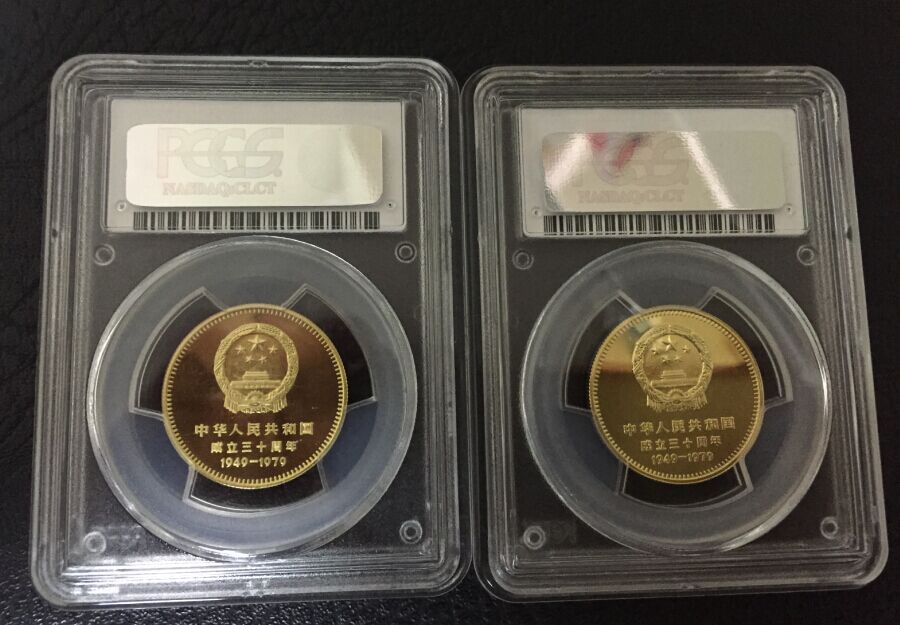 PCGS
NASDAQ:CLCT
中华人民共和国
成立三十周年
1949-1979
PCGS
NASDAQ:CLCT
中华人民共和国
成立三十周年
1949-1979